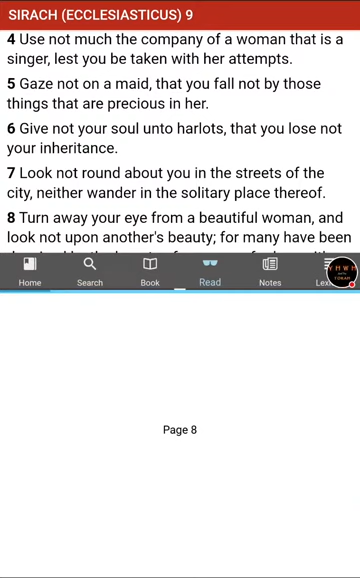 SIRACH (ECCLESIASTICUS) 9
4 Use not much the company of a woman that is a
singer, lest you be taken with her attempts.
5 Gaze not on a maid, that you fall not by those
things that are precious in her.
6 Give not your soul unto harlots, that you lose not
your inheritance.
7 Look not round about you in the streets of the
city, neither wander in the solitary place thereof.
8 Turn away your eye from a beautiful woman, and
look not upon another's beauty; for many have been
Home Search Book Read Notes
YHWH
Page 8